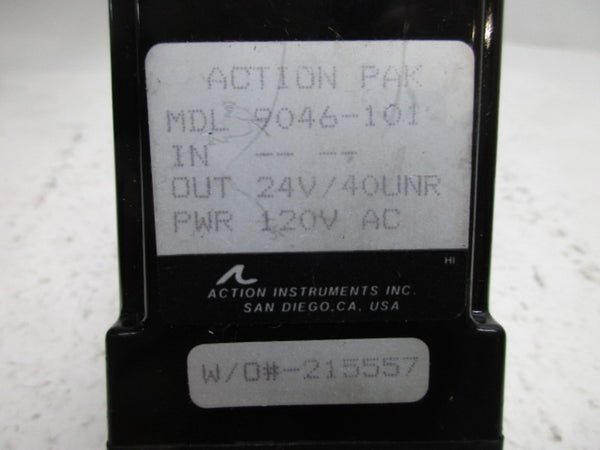 ACTION PAK
MDL 9046-101
IN -- --
OUT 24V/40UNR
PWR 120V AC
HI
ACTION INSTRUMENTS INC.
SAN DIEGO, CA. USA
W/O#-215557